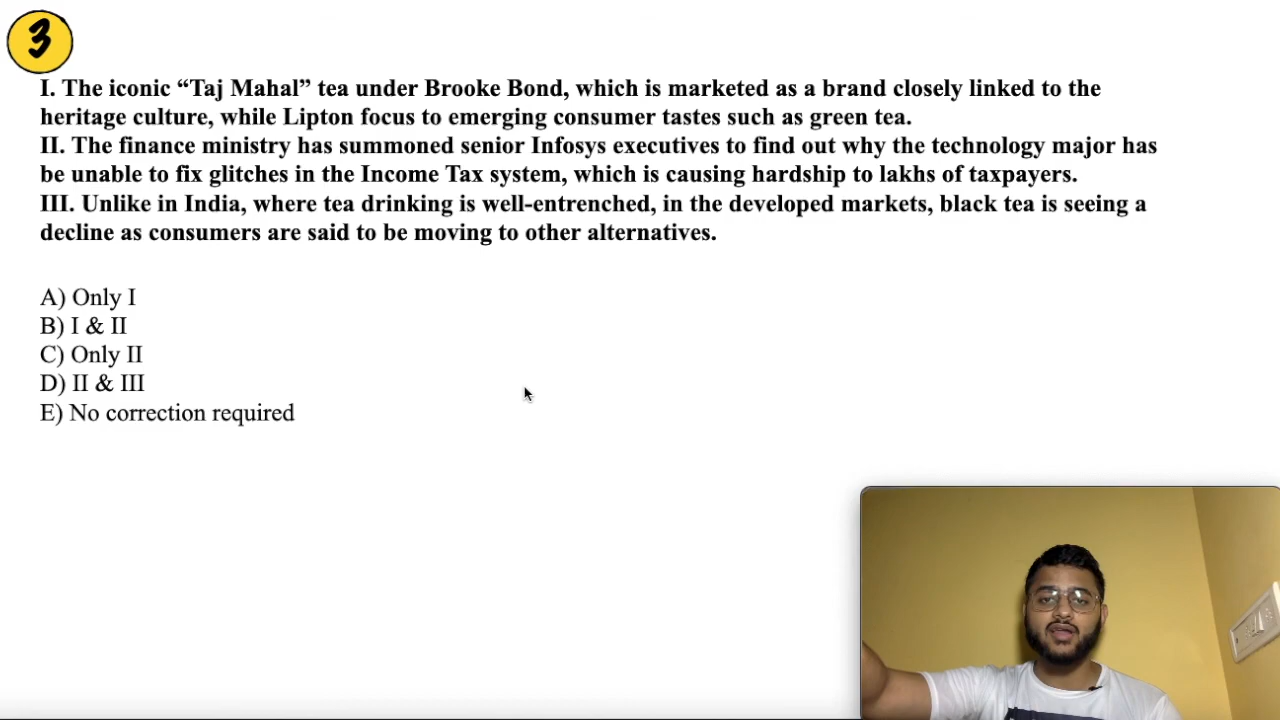 3
I. The iconic “Taj Mahal” tea under Brooke Bond, which is marketed as a brand closely linked to the
heritage culture, while Lipton focus to emerging consumer tastes such as green tea.
II. The finance ministry has summoned senior Infosys executives to find out why the technology major has
be unable to fix glitches in the Income Tax system, which is causing hardship to lakhs of taxpayers.
III. Unlike in India, where tea drinking is well-entrenched, in the developed markets, black tea is seeing a
decline as consumers are said to be moving to other alternatives.
A) Only I
B) I & II
C) Only II
D) II & III
E) No correction required